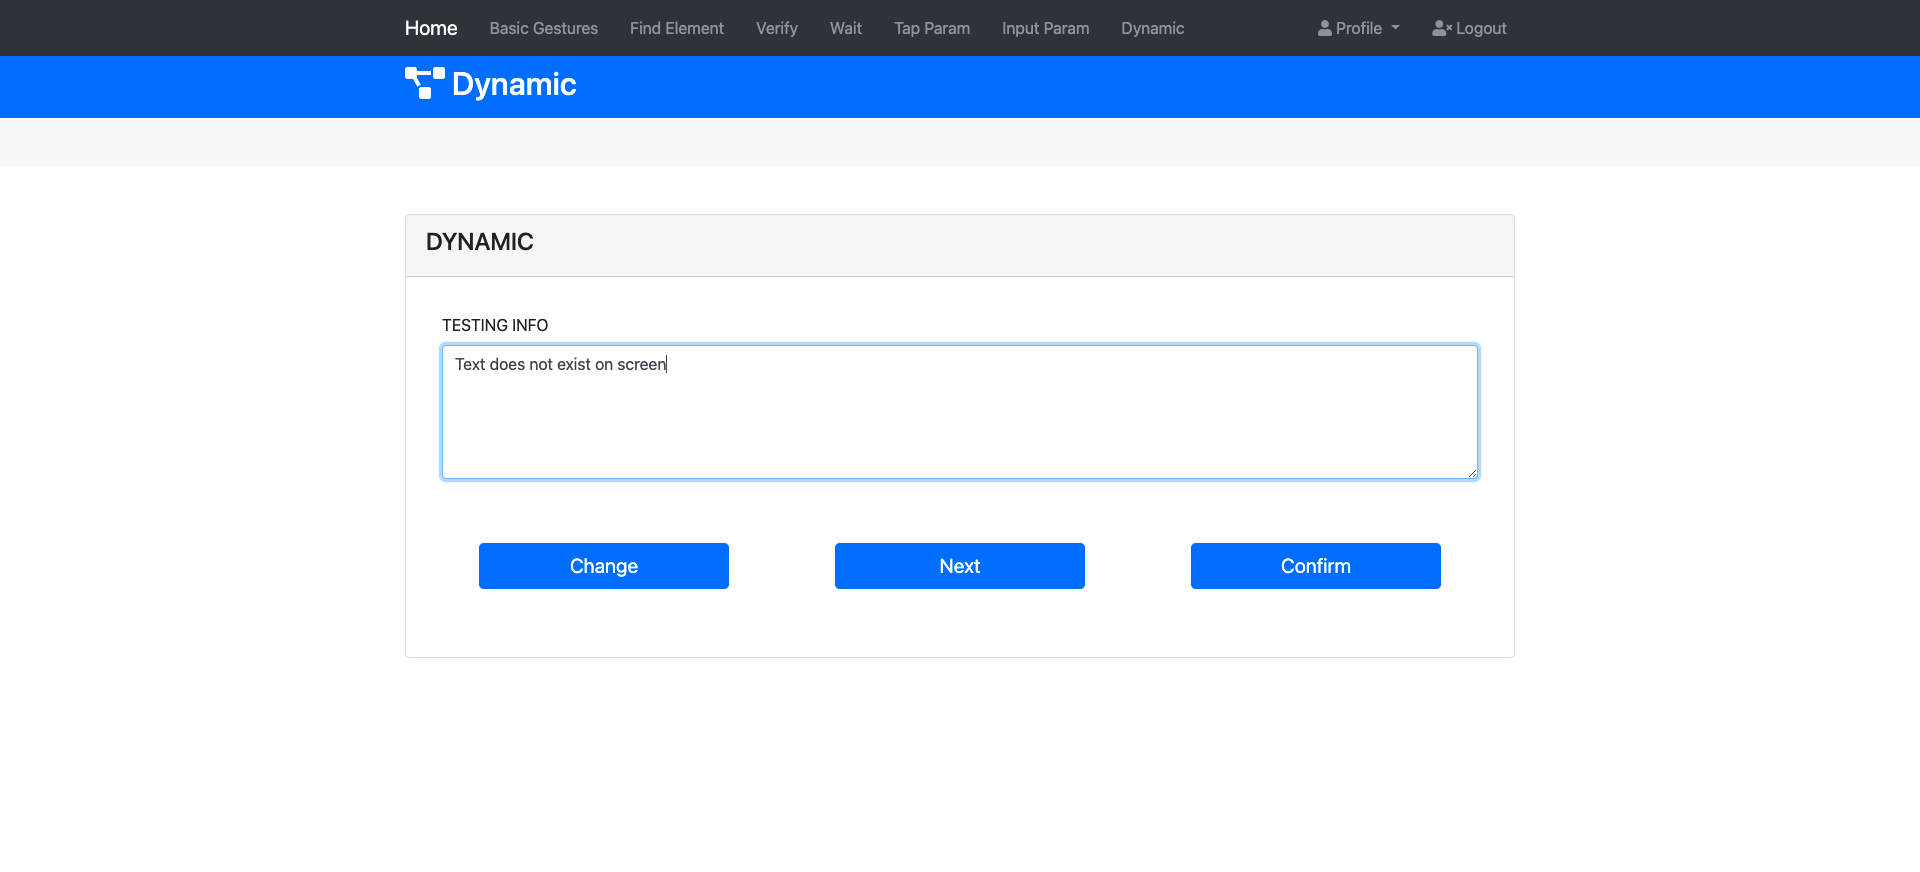 Home Basic Gestures Find Element Verify Wait Tap Param Input Param Dynamic Profile Logout
Dynamic
DYNAMIC
TESTING INFO
Text does not exist on screen
Change Next Confirm